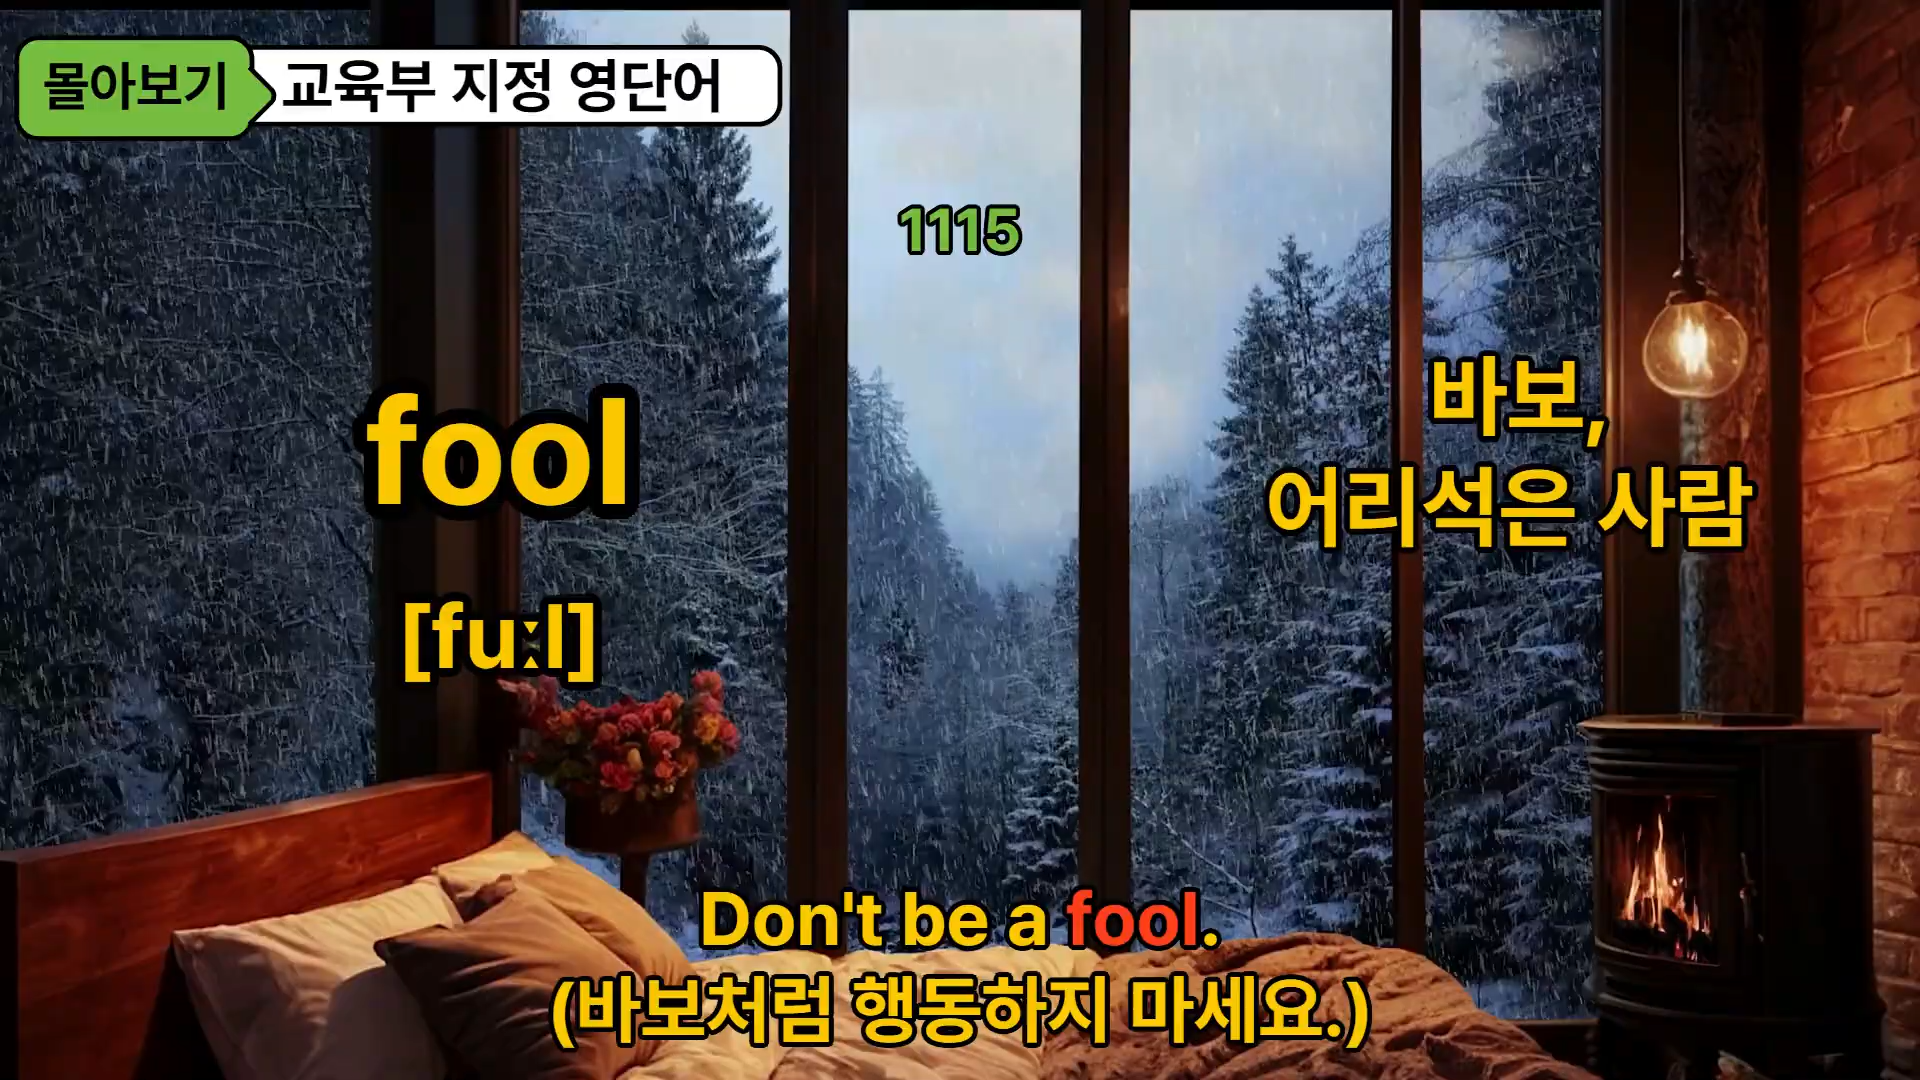 몰아보기 교육부 지정 영단어
1115
fool
[fuːl]
바보,
어리석은 사람
Don't be a fool.
(바보처럼 행동하지 마세요.)